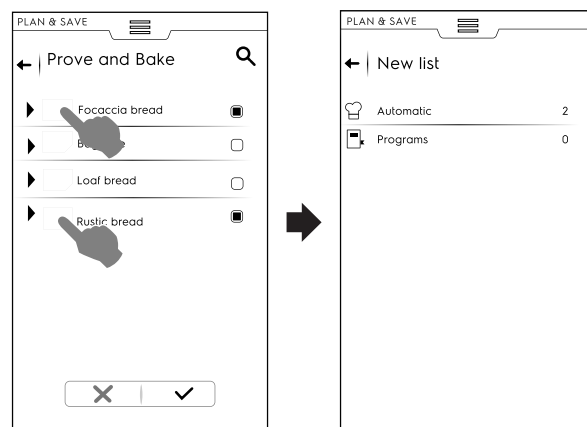 PLAN & SAVE
Prove and Bake
Focaccia bread
Loaf bread
Rustic bread
PLAN & SAVE
New list
Automatic 2
Programs 0